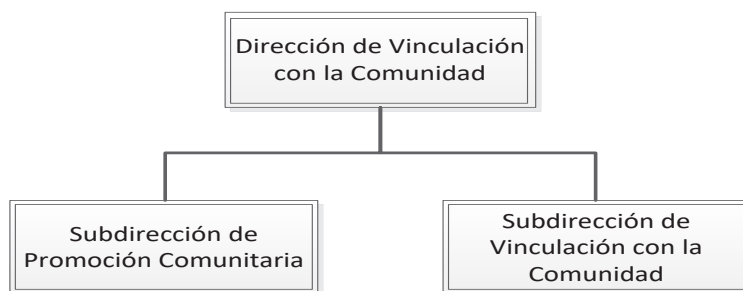 Dirección de Vinculación
con la Comunidad
Subdirección de
Promoción Comunitaria
Subdirección de
Vinculación con la
Comunidad